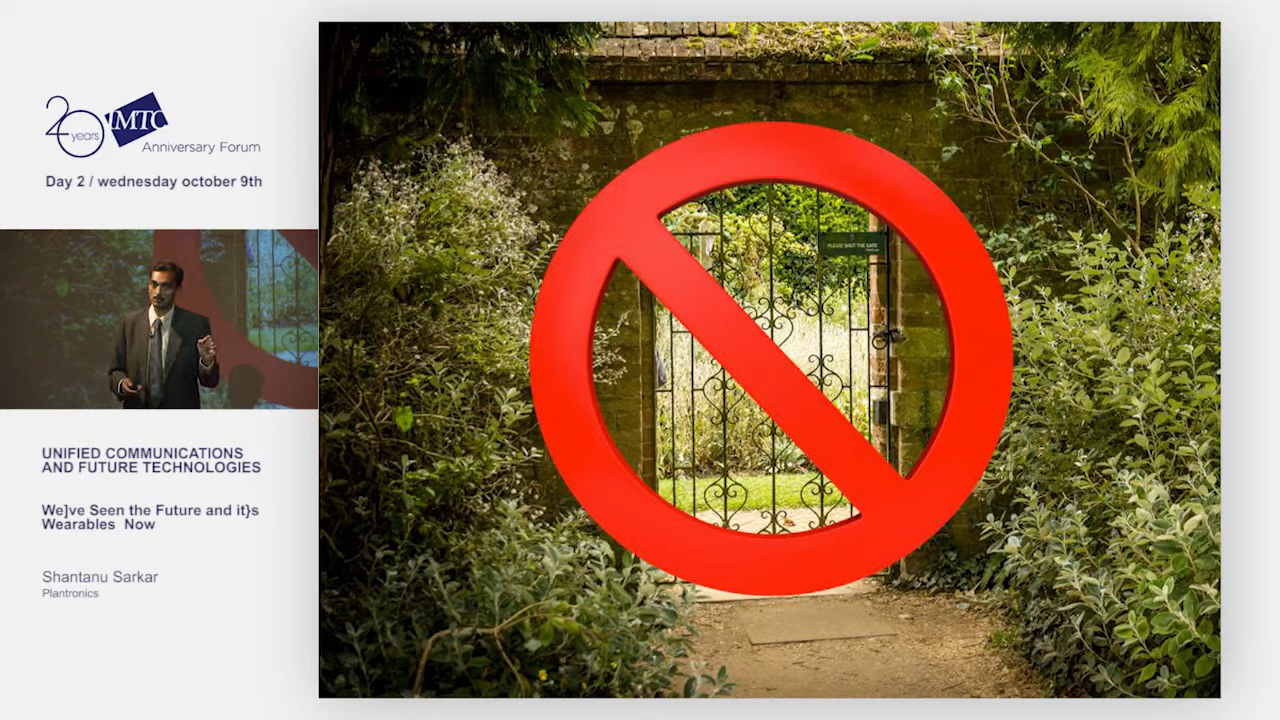 20 years IMTC
Anniversary Forum
Day 2 / wednesday october 9th
UNIFIED COMMUNICATIONS
AND FUTURE TECHNOLOGIES
We]ve Seen the Future and it}s
Wearables Now
Shantanu Sarkar
Plantronics
PLEASE SHUT THE GATE